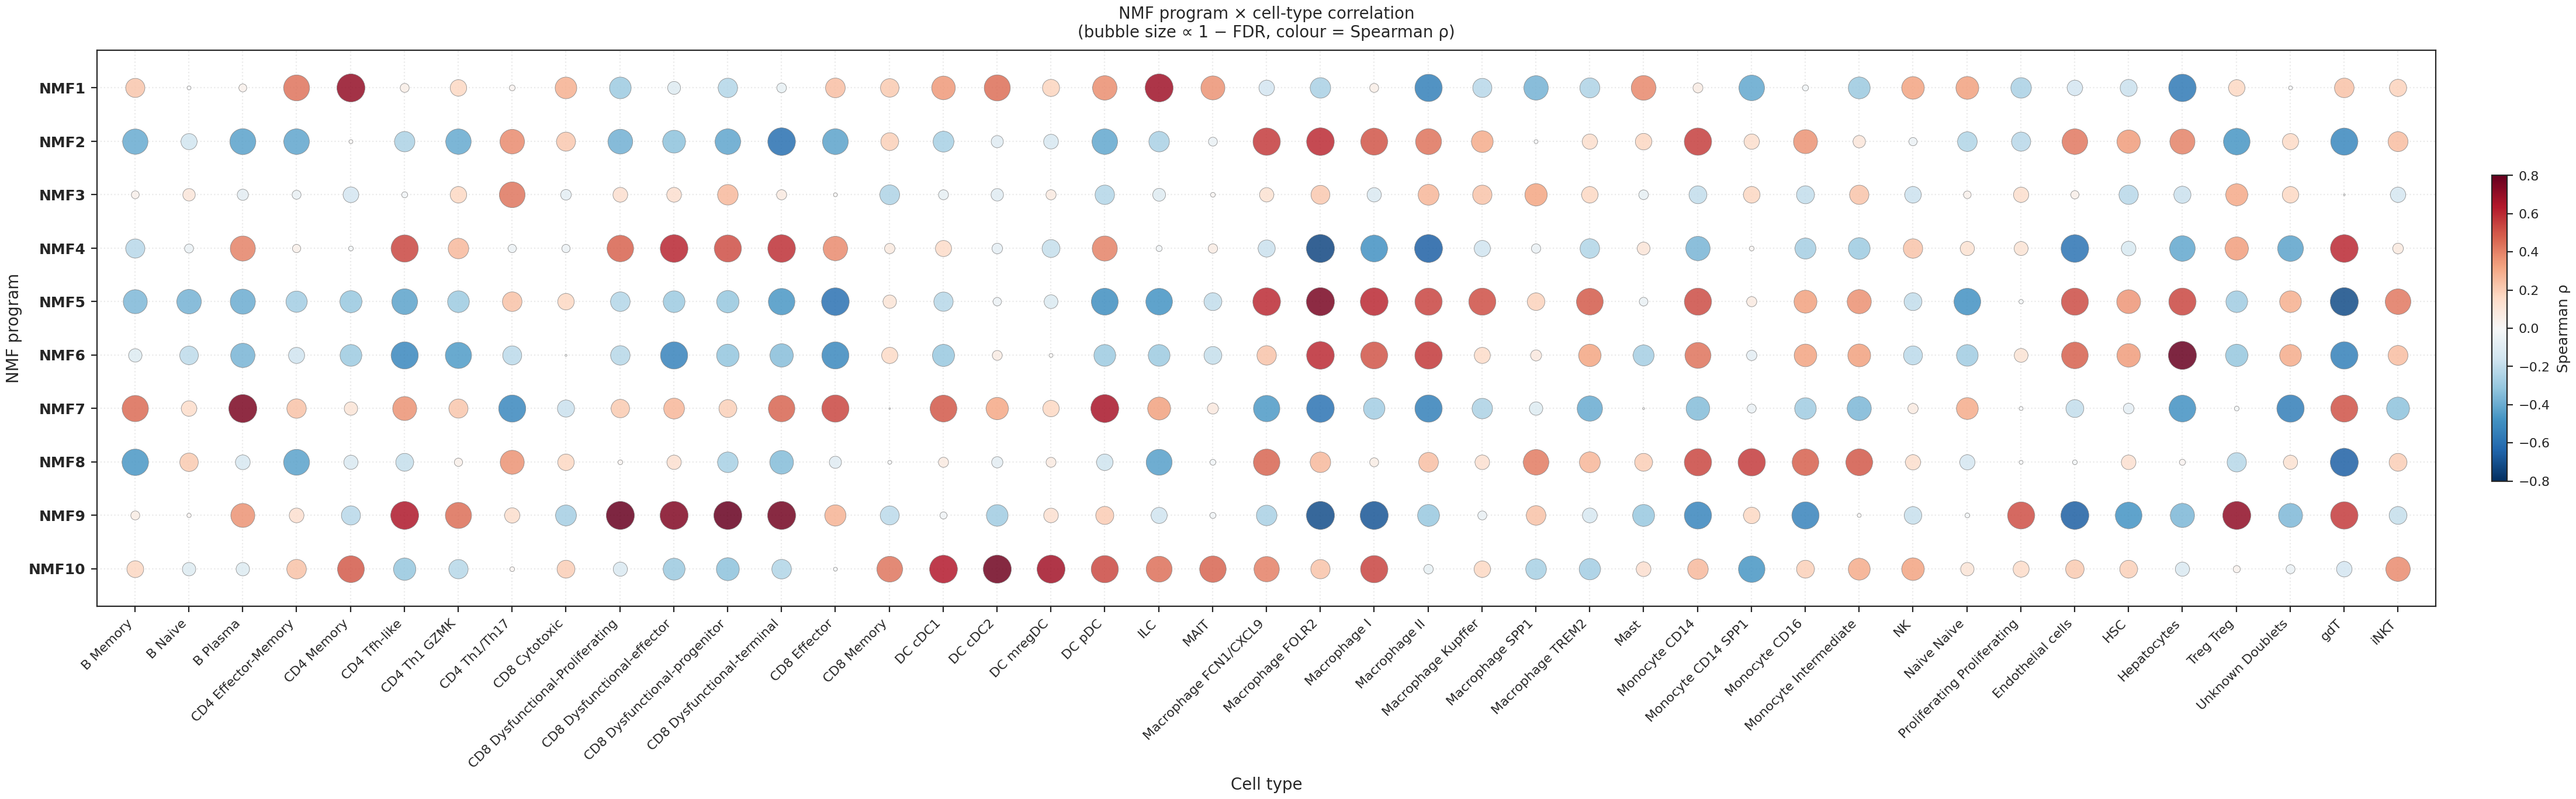 NMF program × cell-type correlation
(bubble size ∝ 1 − FDR, colour = Spearman ρ)
NMF program
NMF1
NMF2
NMF3
NMF4
NMF5
NMF6
NMF7
NMF8
NMF9
NMF10
B Memory
B Naive
B Plasma
CD4 Effector-Memory
CD4 Memory
CD4 Tfh-like
CD4 Th1 GZMK
CD4 Th1/Th17
CD8 Cytotoxic
CD8 Dysfunctional-Proliferating
CD8 Dysfunctional-effector
CD8 Dysfunctional-progenitor
CD8 Dysfunctional-terminal
CD8 Effector
CD8 Memory
DC cDC1
DC cDC2
DC mregDC
DC pDC
ILC
MAIT
Macrophage FCN1/CXCL9
Macrophage FOLR2
Macrophage I
Macrophage II
Macrophage Kupffer
Macrophage SPP1
Macrophage TREM2
Mast
Monocyte CD14
Monocyte CD14 SPP1
Monocyte CD16
Monocyte Intermediate
NK
Naive Naive
Proliferating Proliferating
Endothelial cells
HSC
Hepatocytes
Treg Treg
Unknown Doublets
gdT
iNKT
Cell type
0.8
0.6
0.4
0.2
0.0
−0.2
−0.4
−0.6
−0.8
Spearman ρ